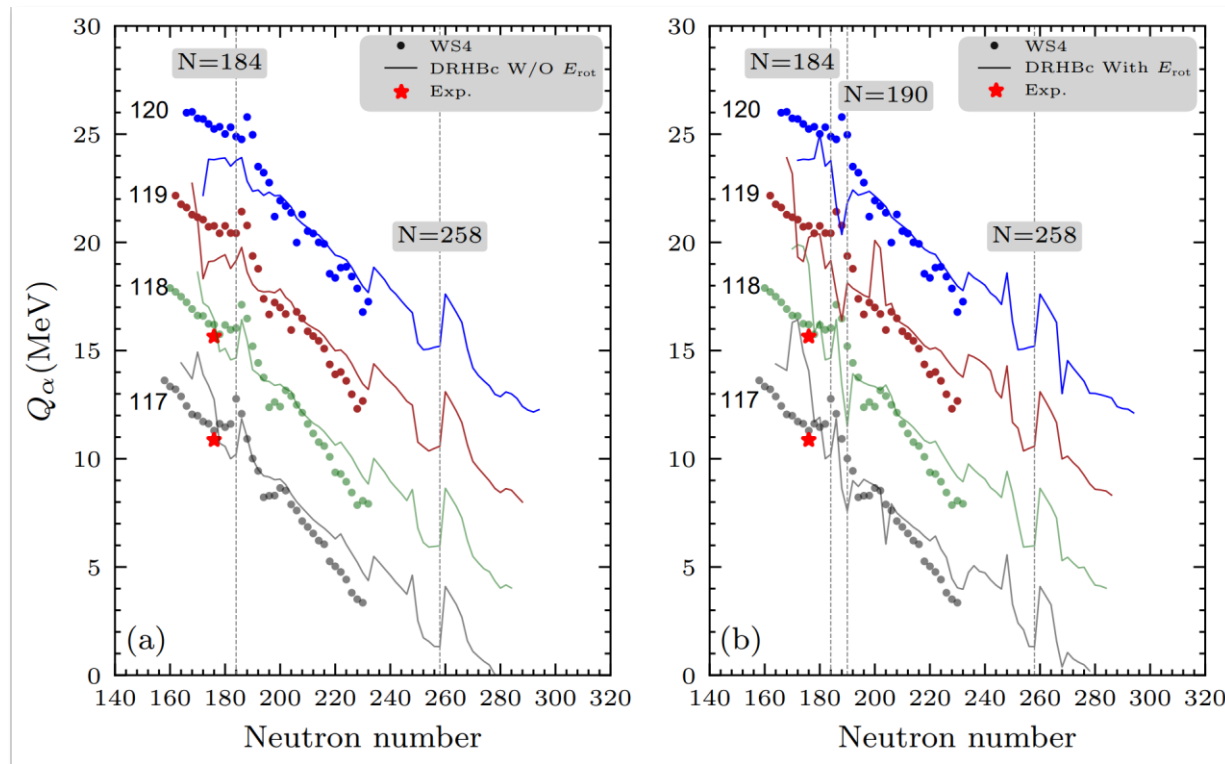 30
25
20
15
10
5
0
Qα(MeV)
N=184
N=258
WS4
DRHBc W/O Erot
Exp.
120
119
118
117
(a)
140 160 180 200 220 240 260 280 300 320
Neutron number
30
25
20
15
10
5
0
N=184
N=190
N=258
WS4
DRHBc With Erot
Exp.
120
119
118
117
(b)
140 160 180 200 220 240 260 280 300 320
Neutron number